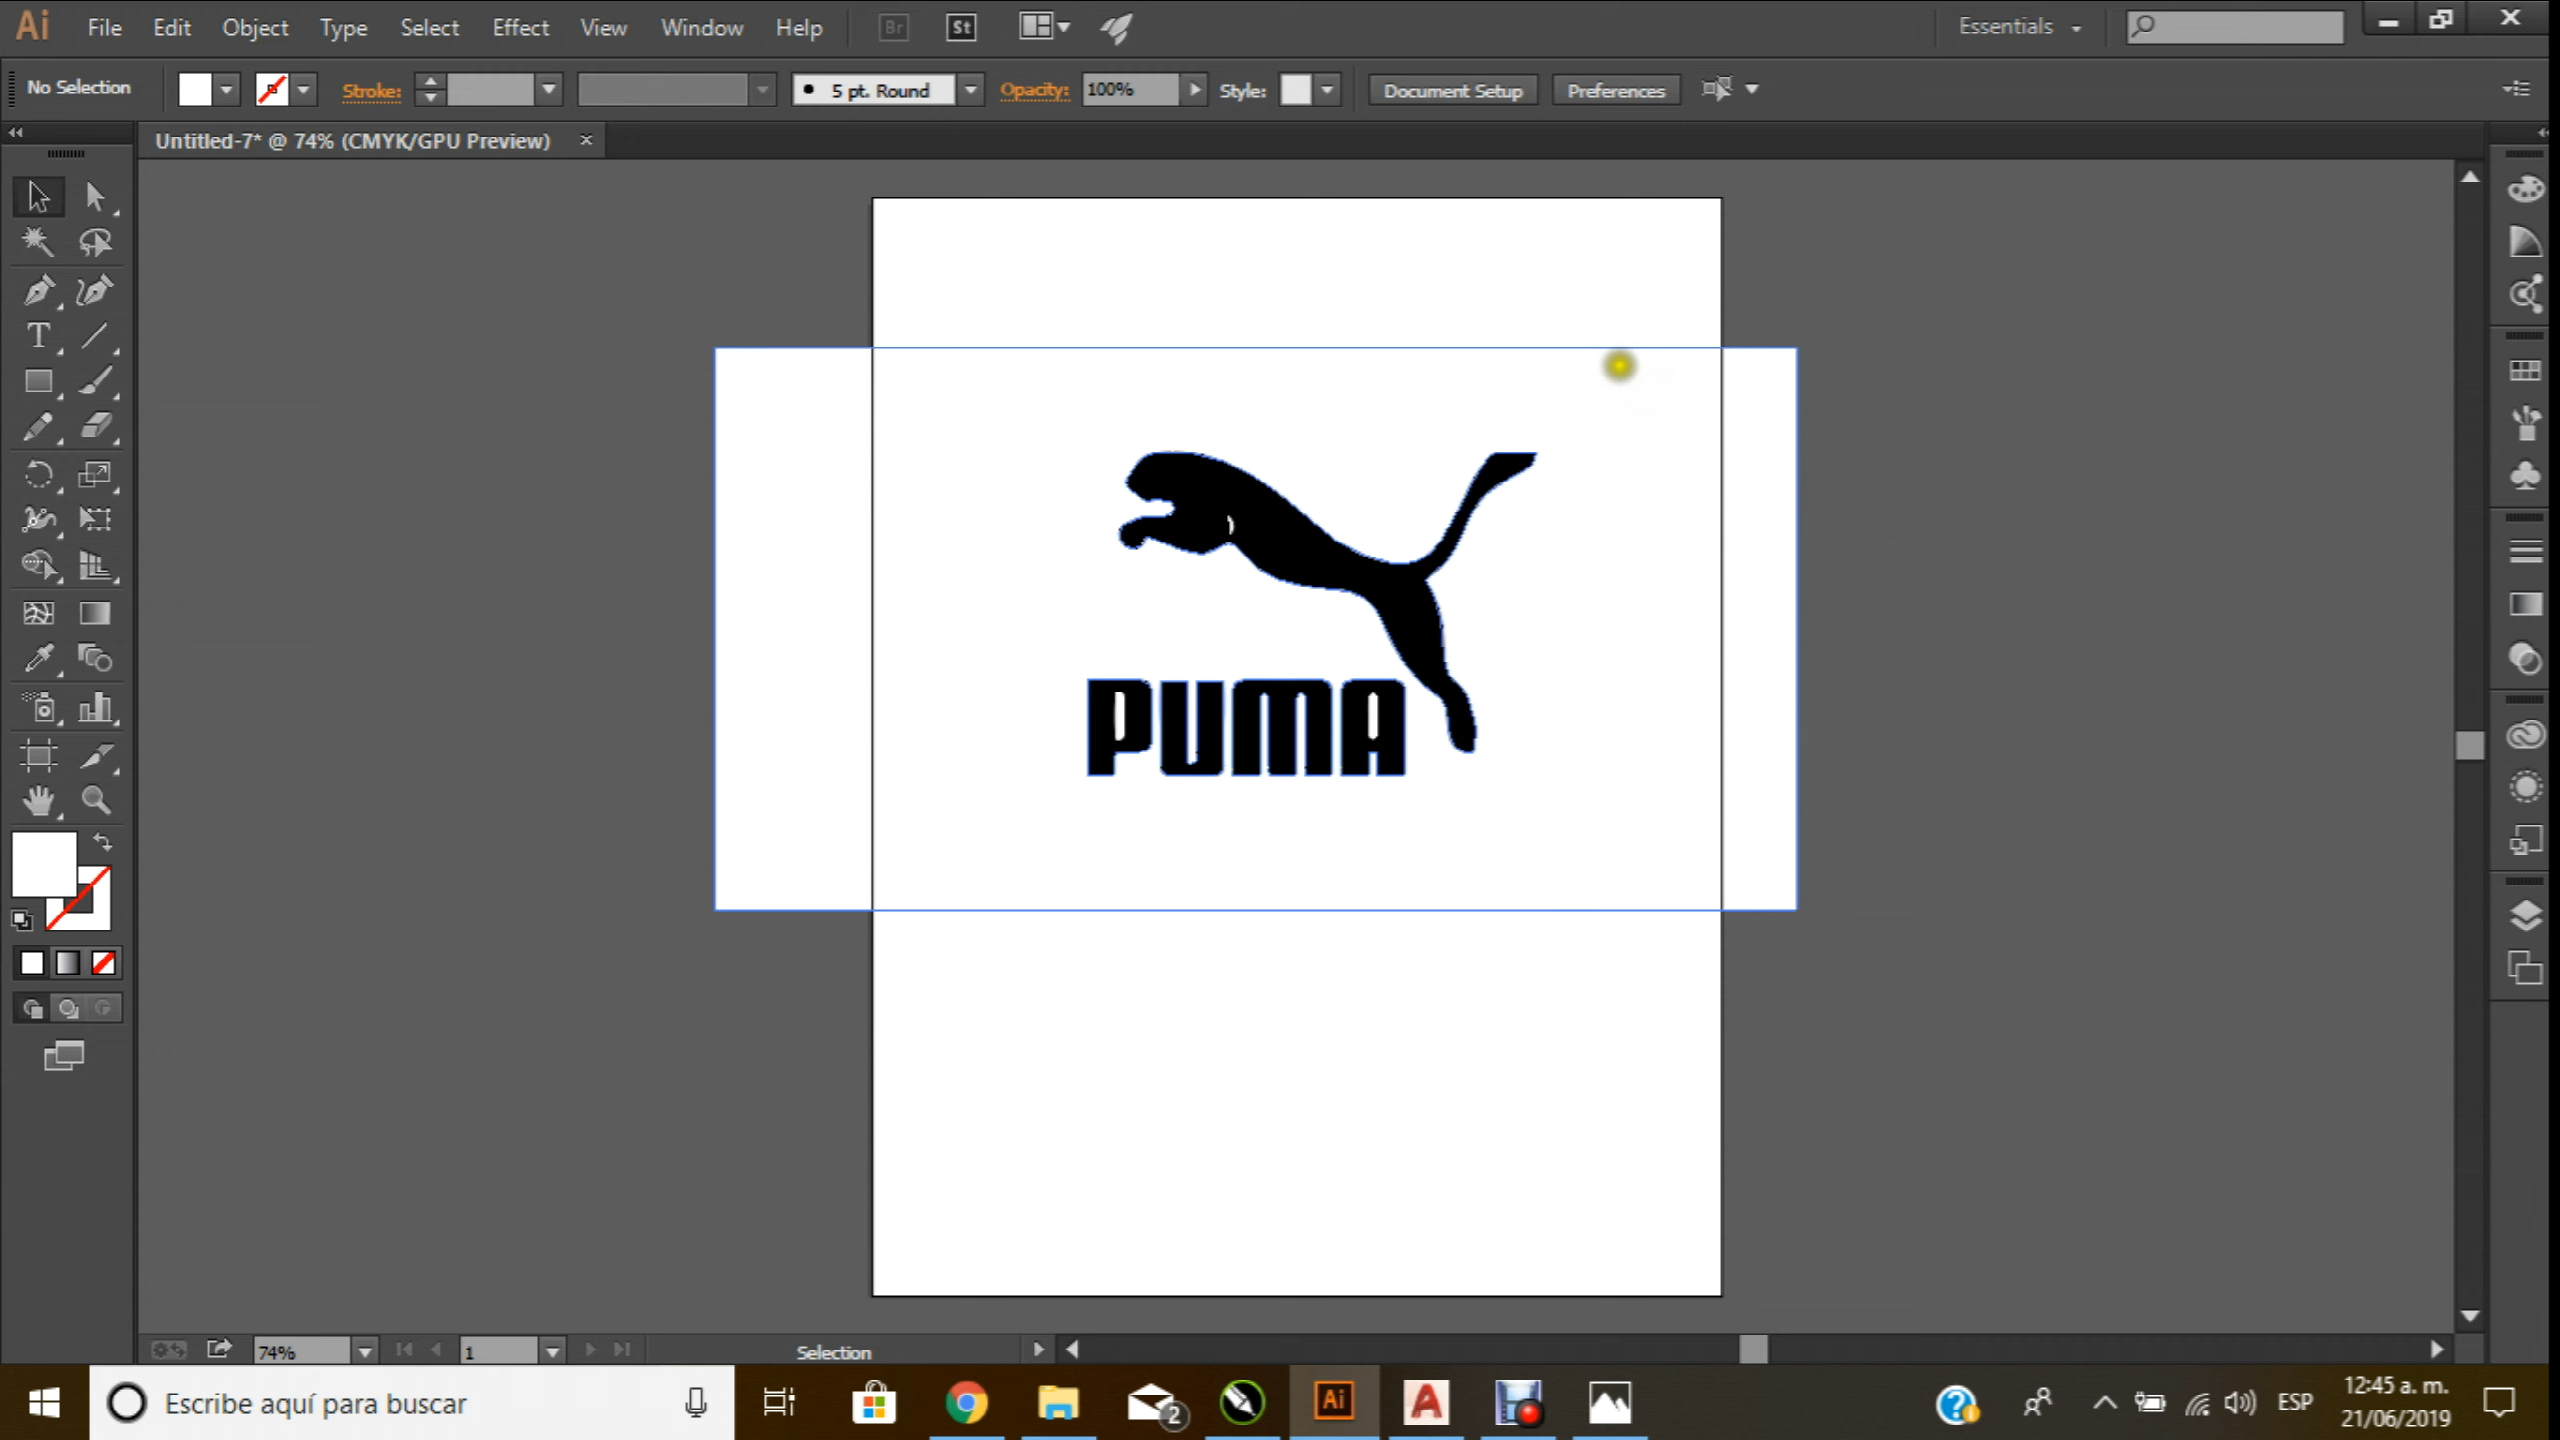 Ai File Edit Object Type Select Effect View Window Help Br St Essentials
No Selection Stroke: 5 pt. Round Opacity: 100% Style: Document Setup Preferences
Untitled-7* @ 74% (CMYK/GPU Preview)
T
PUMA
74% 1 Selection
Escribe aquí para buscar 2 Ai A ESP 12:45 a. m.
21/06/2019